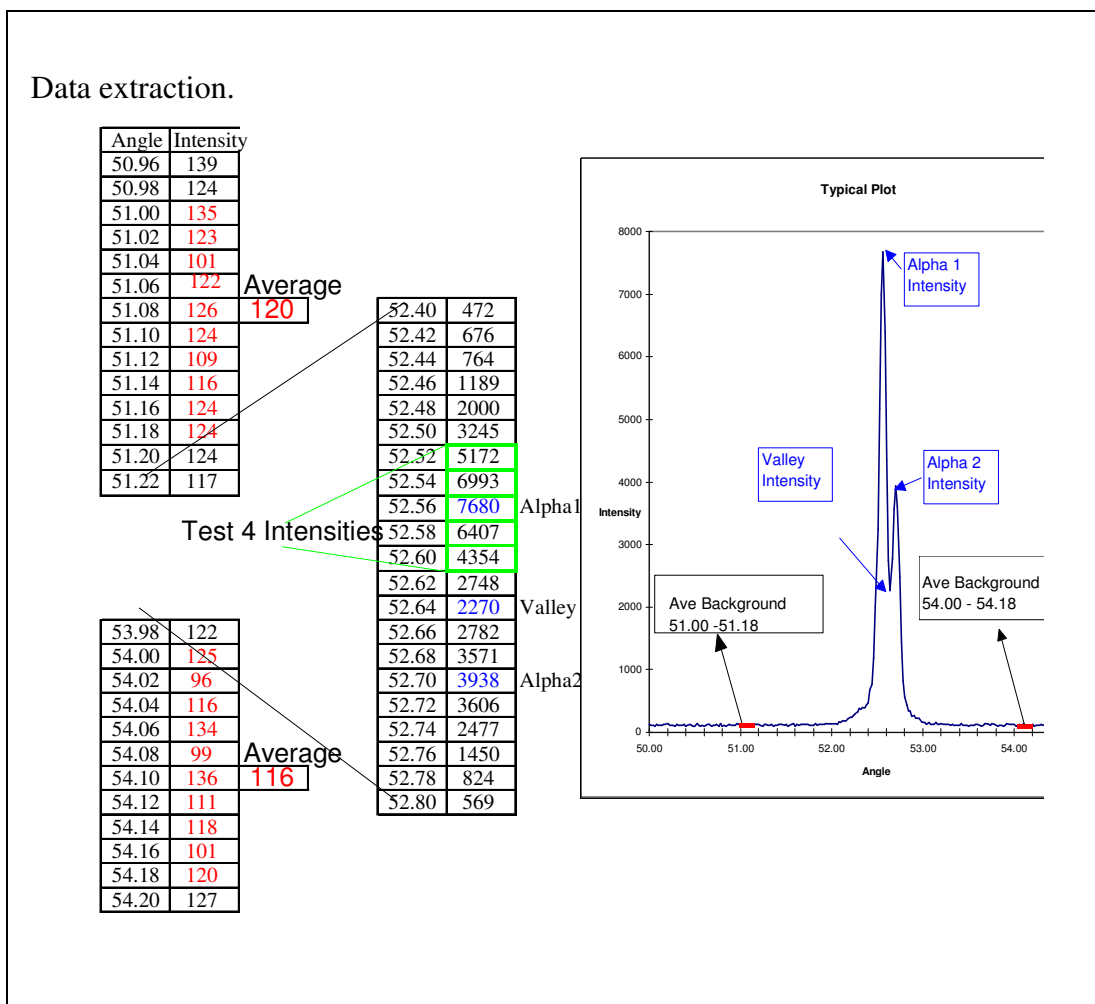 Data extraction.
Angle Intensity
50.96 139
50.98 124
51.00 135
51.02 123
51.04 101
51.06 122
Average
51.08 126 120
51.10 124
51.12 109
51.14 116
51.16 124
51.18 124
51.20 124
51.22 117
52.40 472
52.42 676
52.44 764
52.46 1189
52.48 2000
52.50 3245
52.52 5172
52.54 6993
52.56 7680 Alpha1
Test 4 Intensities
52.58 6407
52.60 4354
52.62 2748
52.64 2270 Valley
52.66 2782
52.68 3571
52.70 3938 Alpha2
52.72 3606
52.74 2477
52.76 1450
52.78 824
52.80 569
53.98 122
54.00 125
54.02 96
54.04 116
54.06 134
54.08 99
Average
54.10 136 116
54.12 111
54.14 118
54.16 101
54.18 120
54.20 127
Typical Plot
8000
7000
6000
5000
4000
3000
2000
1000
0
Intensity
Alpha 1
Intensity
Valley
Intensity
Alpha 2
Intensity
Ave Background
51.00 -51.18
Ave Background
54.00 - 54.18
50.00 51.00 52.00 53.00 54.00
Angle